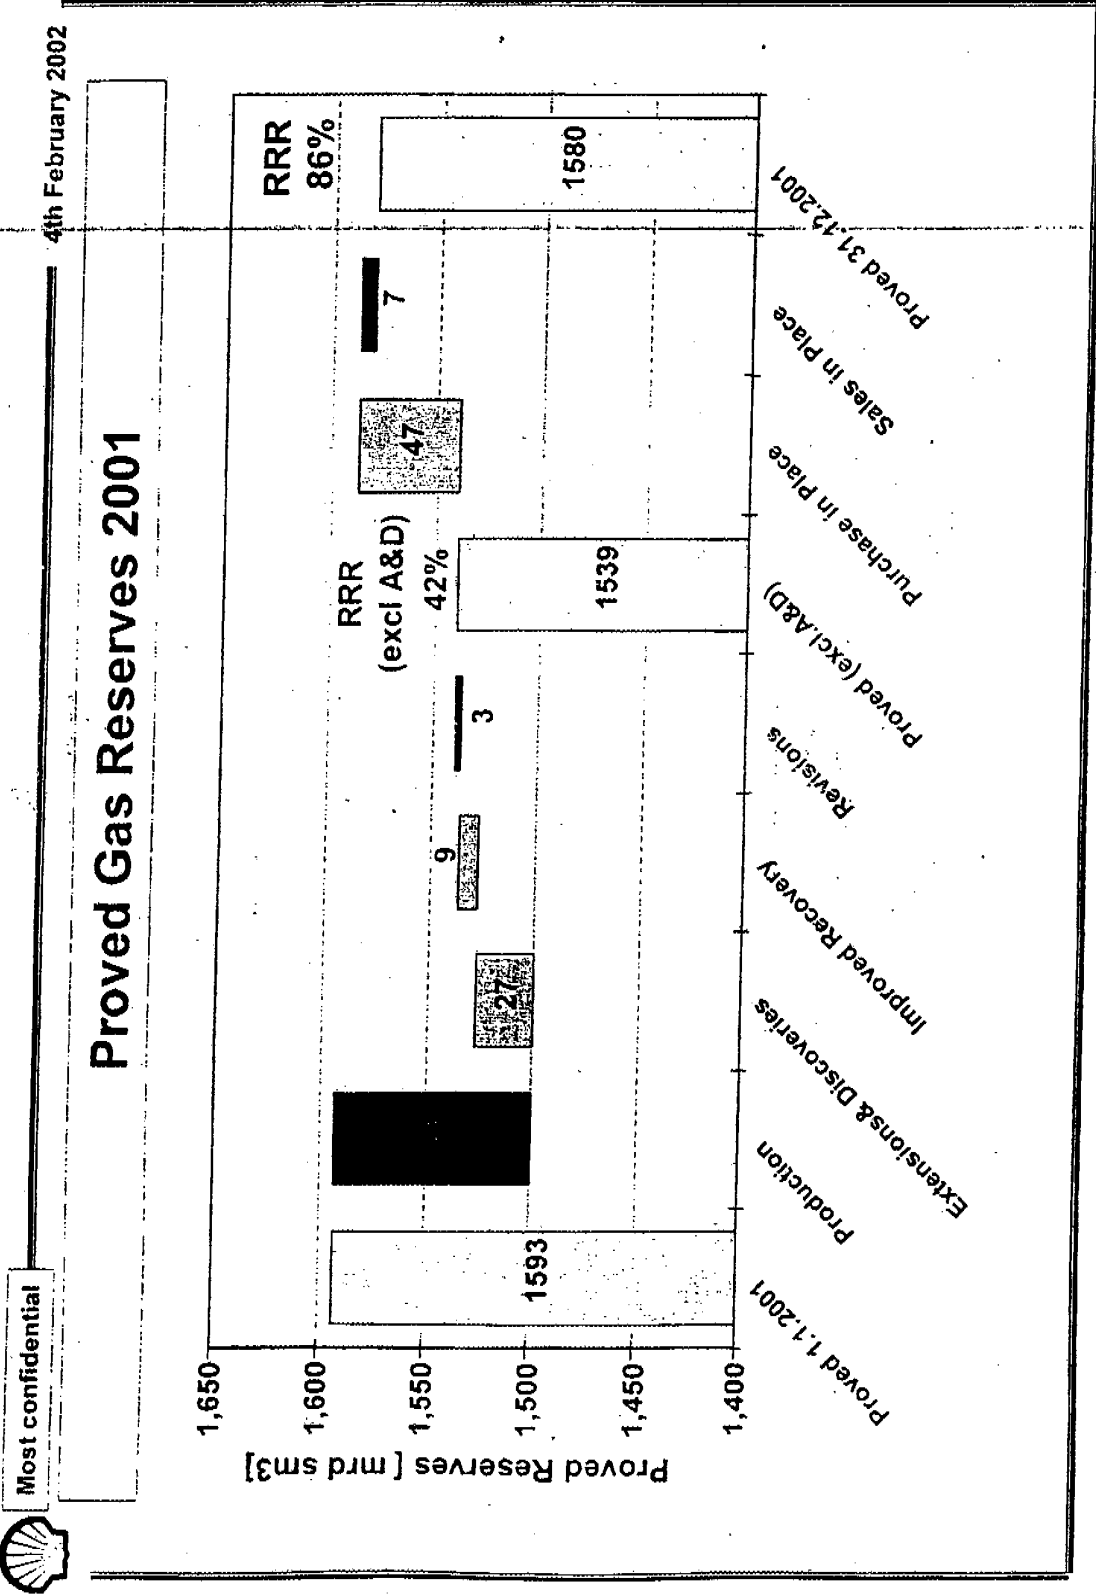 Most confidential
4th February 2002
Proved Gas Reserves 2001
Proved Reserves [ mrd sm3]
1,650
1,600
1,550
1,500
1,450
1,400
1593
27
9
3
RRR
(excl A&D)
42%
1539
47
7
RRR
86%
1580
Proved 1.1.2001
Production
Extensions& Discoveries
Improved Recovery
Revisions
Proved (excl.A&D)
Purchase in Place
Sales in Place
Proved 31.12.2001